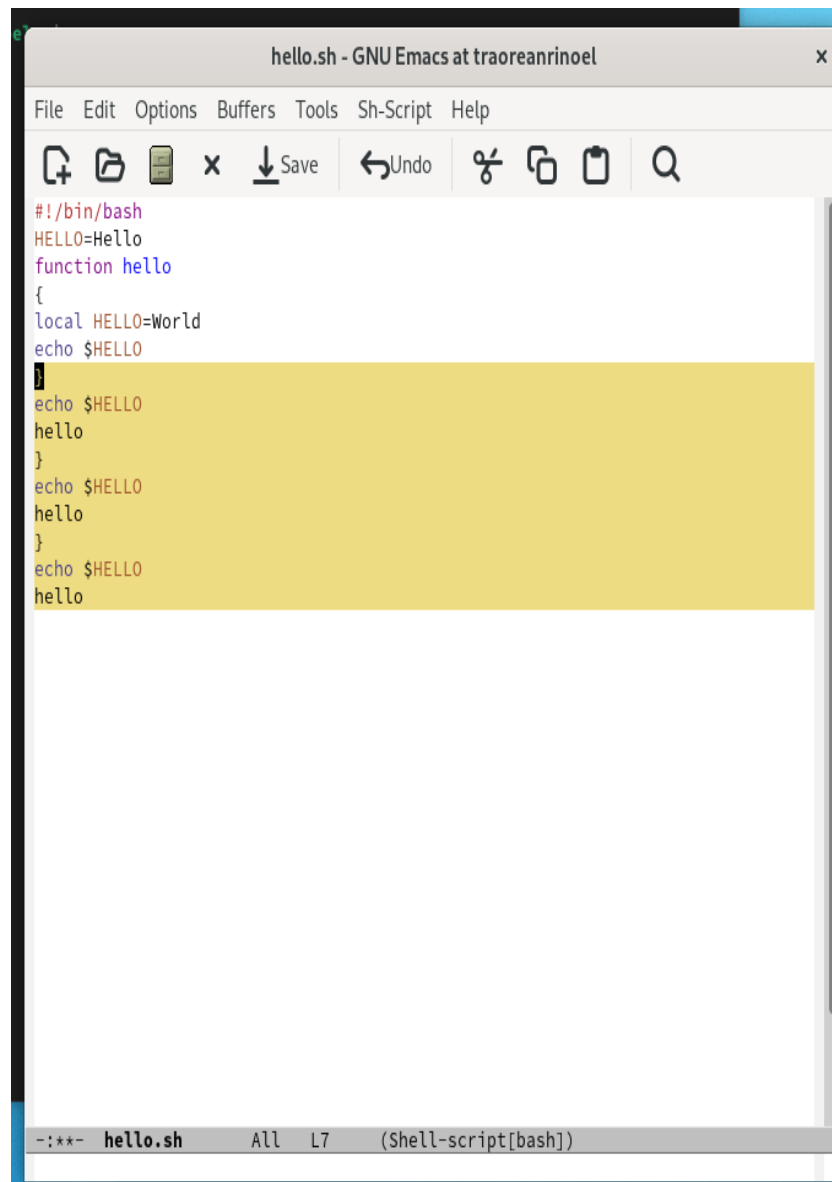 hello.sh - GNU Emacs at traoreanrinoel
File Edit Options Buffers Tools Sh-Script Help
Save Undo
#!/bin/bash
HELLO=Hello
function hello
{
local HELLO=World
echo $HELLO
}
echo $HELLO
hello
}
echo $HELLO
hello
}
echo $HELLO
hello
-:**- hello.sh All L7 (Shell-script[bash])